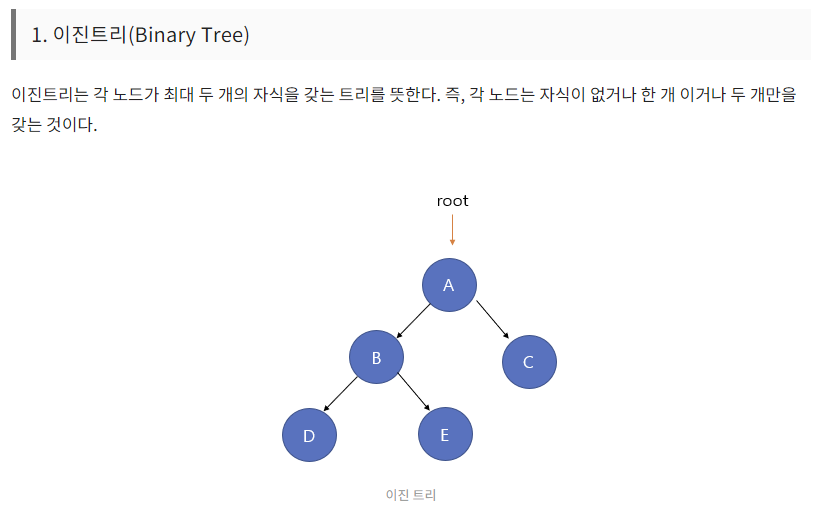 1. 이진트리(Binary Tree)
이진트리는 각 노드가 최대 두 개의 자식을 갖는 트리를 뜻한다. 즉, 각 노드는 자식이 없거나 한 개 이거나 두 개만을
갖는 것이다.
root
A
B
C
D
E
이진 트리